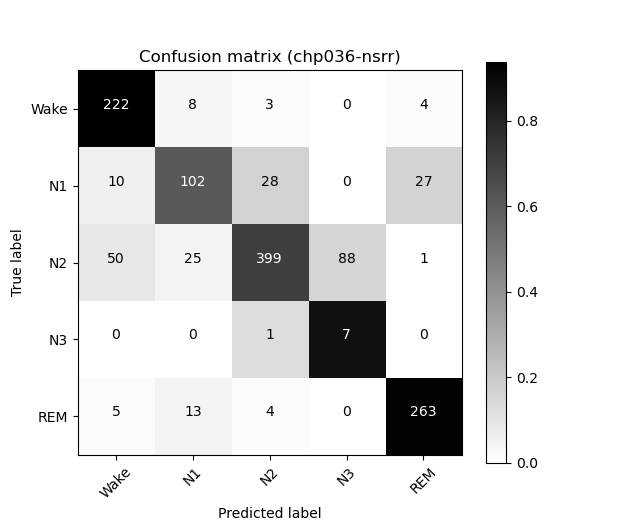 Confusion matrix (chp036-nsrr)
Wake 222 8 3 0 4
N1 10 102 28 0 27
N2 50 25 399 88 1
N3 0 0 1 7 0
REM 5 13 4 0 263
Wake N1 N2 N3 REM
Predicted label
True label
0.8
0.6
0.4
0.2
0.0